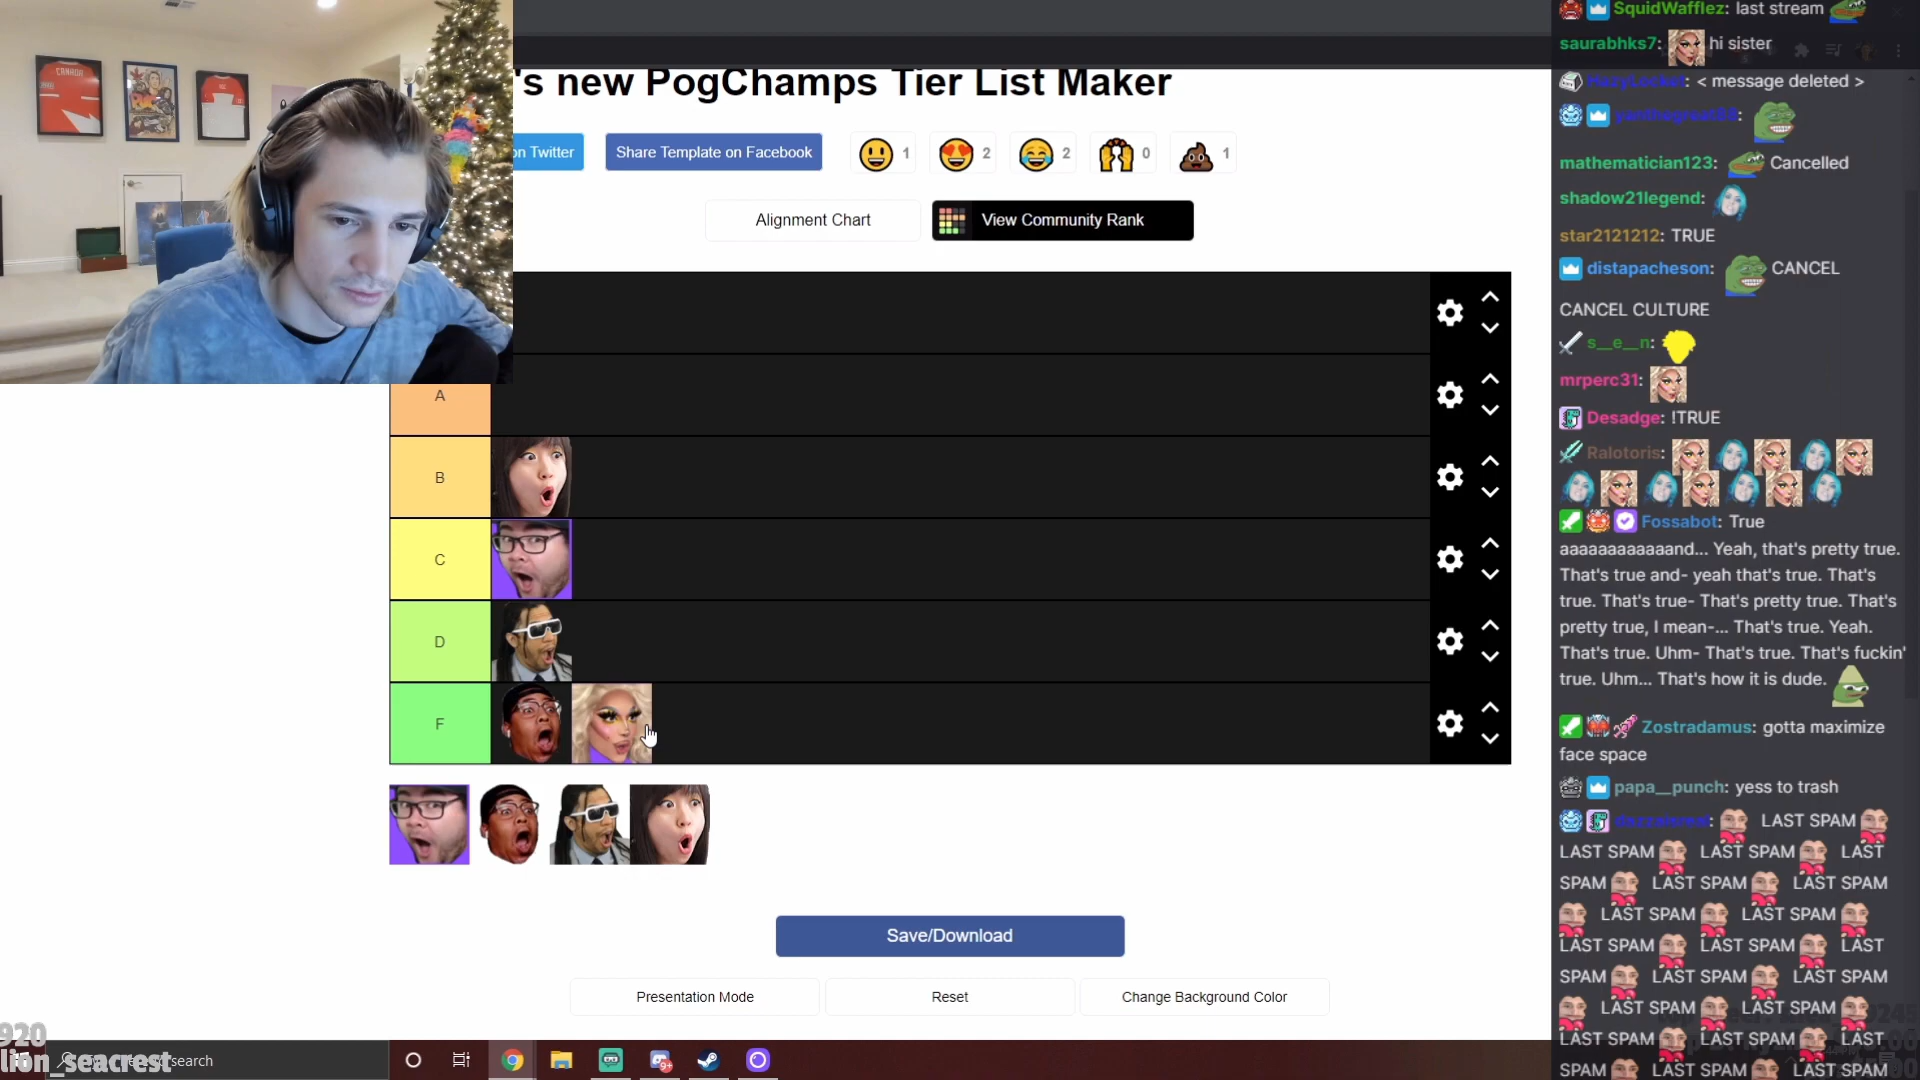 CANADA
's new PogChamps Tier List Maker
on Twitter
Share Template on Facebook
1
2
2
0
1
Alignment Chart
View Community Rank
A
B
C
D
F
Save/Download
Presentation Mode
Reset
Change Background Color
920
lion_seacrest
search
9+
SquidWafflez: last stream
saurabhks7: hi sister
HazyLocket: < message deleted >
mathematician123: Cancelled
shadow21legend:
star2121212: TRUE
distapacheson: CANCEL
CANCEL CULTURE
s__e__n:
mrperc31:
Desadge: !TRUE
Ralotoris:
Fossabot: True
aaaaaaaaaaaand... Yeah, that's pretty true.
That's true and- yeah that's true. That's
true. That's true- That's pretty true. That's
pretty true, I mean-... That's true. Yeah.
That's true. Uhm- That's true. That's fuckin'
true. Uhm... That's how it is dude.
Zostradamus: gotta maximize
face space
papa__punch: yess to trash
LAST SPAM
LAST SPAM LAST SPAM LAST
SPAM LAST SPAM LAST SPAM
LAST SPAM LAST SPAM
LAST SPAM LAST SPAM LAST
SPAM LAST SPAM LAST SPAM
LAST SPAM LAST SPAM
LAST SPAM LAST SPAM LAST
SPAM LAST SPAM LAST SPAM